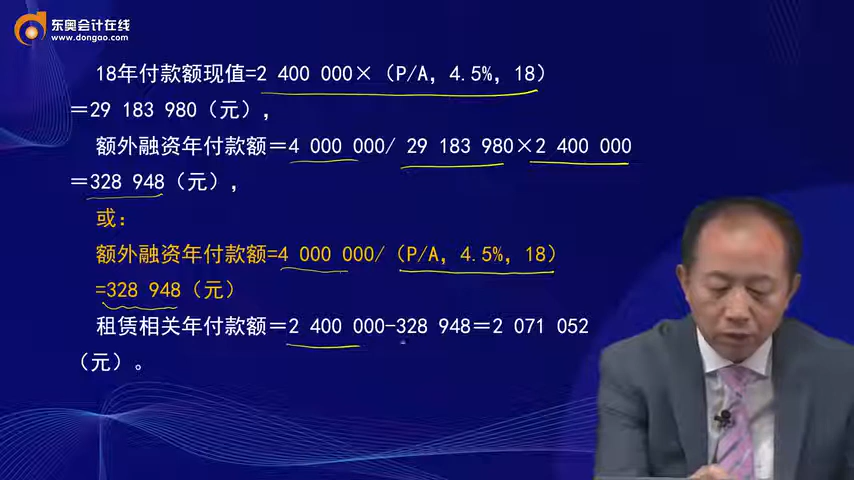 东奥会计在线
www.dongao.com
18年付款额现值=2 400 000×（P/A，4.5%，18）
＝29 183 980（元），
额外融资年付款额＝4 000 000/ 29 183 980×2 400 000
＝328 948（元），
或：
额外融资年付款额=4 000 000/（P/A，4.5%，18）
=328 948（元）
租赁相关年付款额＝2 400 000-328 948＝2 071 052
（元）。